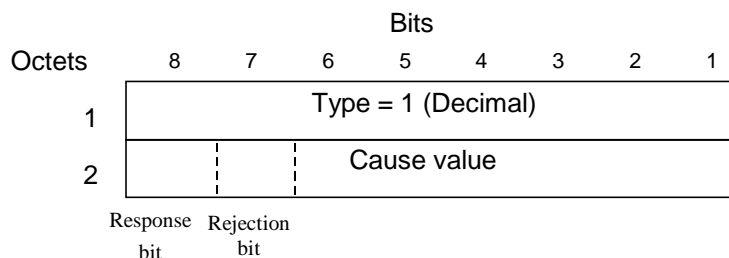 Bits
Octets 8 7 6 5 4 3 2 1
1 Type = 1 (Decimal)
2 Cause value
Response Rejection
bit bit